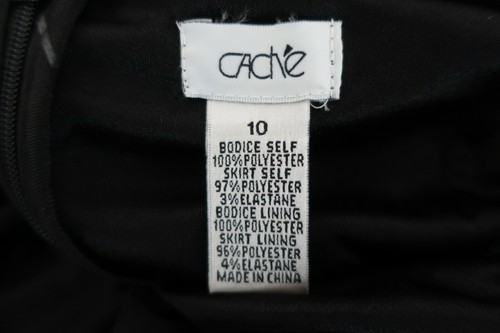 CACHÉ
10
BODICE SELF
100%POLYESTER
SKIRT SELF
97%POLYESTER
3%ELASTANE
BODICE LINING
100%POLYESTER
SKIRT LINING
96%POLYESTER
4%ELASTANE
MADE IN CHINA